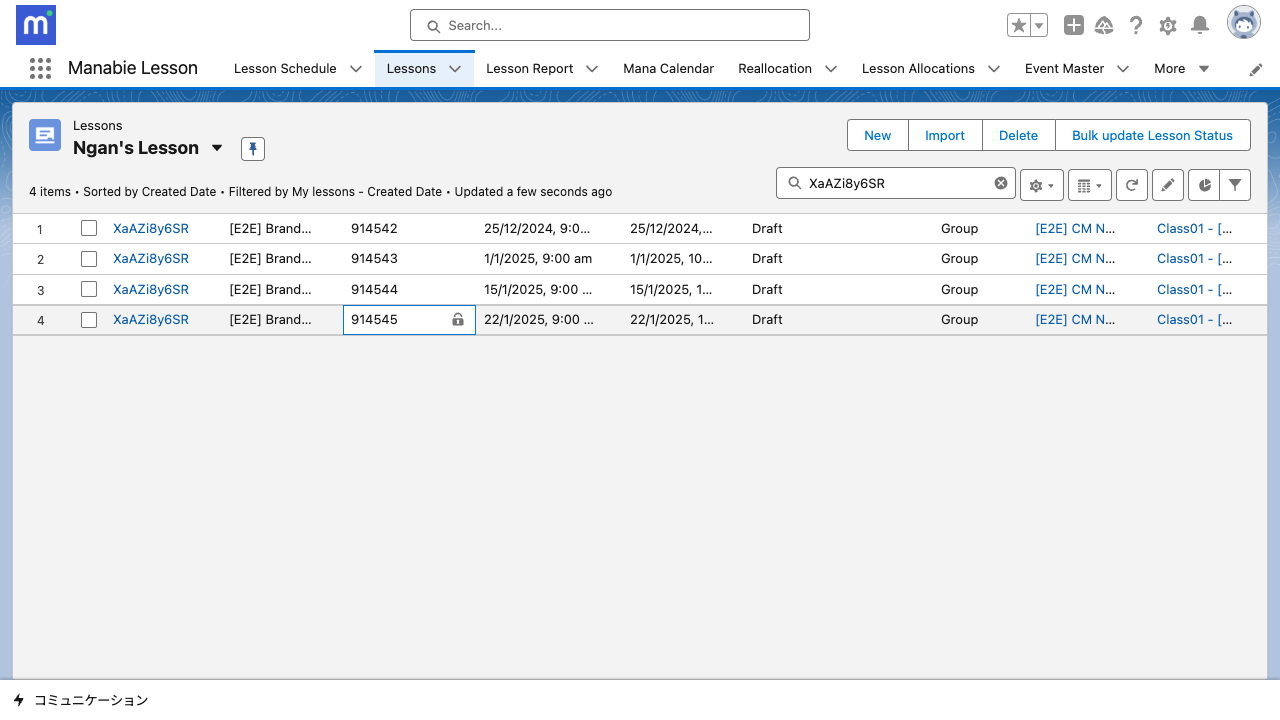 m
Search...
Manabie Lesson
Lesson Schedule
Lessons
Lesson Report
Mana Calendar
Reallocation
Lesson Allocations
Event Master
More
Lessons
Ngan's Lesson
New
Import
Delete
Bulk update Lesson Status
4 items • Sorted by Created Date • Filtered by My lessons - Created Date • Updated a few seconds ago
XaAZi8y6SR
1 XaAZi8y6SR [E2E] Brand... 914542 25/12/2024, 9:0... 25/12/2024,... Draft Group [E2E] CM N... Class01 - [...
2 XaAZi8y6SR [E2E] Brand... 914543 1/1/2025, 9:00 am 1/1/2025, 10... Draft Group [E2E] CM N... Class01 - [...
3 XaAZi8y6SR [E2E] Brand... 914544 15/1/2025, 9:00 ... 15/1/2025, 1... Draft Group [E2E] CM N... Class01 - [...
4 XaAZi8y6SR [E2E] Brand... 914545 22/1/2025, 9:00 ... 22/1/2025, 1... Draft Group [E2E] CM N... Class01 - [...
コミュニケーション